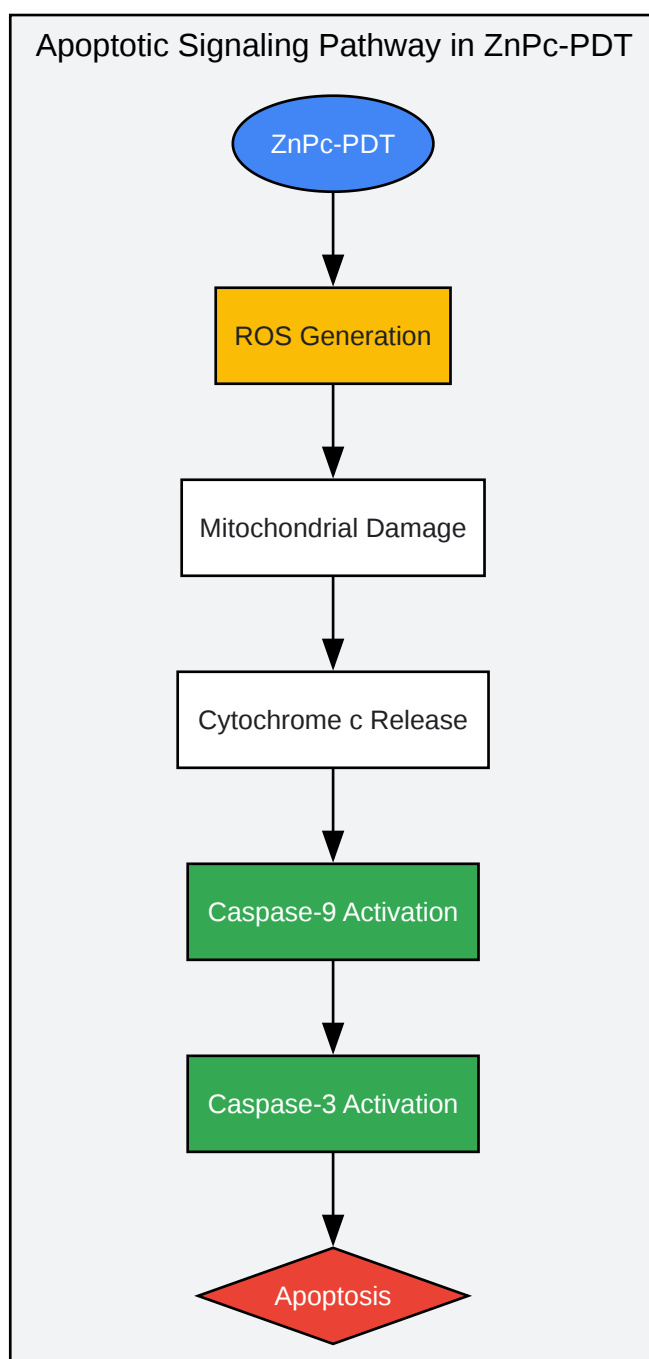 Apoptotic Signaling Pathway in ZnPc-PDT
ZnPc-PDT
ROS Generation
Mitochondrial Damage
Cytochrome c Release
Caspase-9 Activation
Caspase-3 Activation
Apoptosis